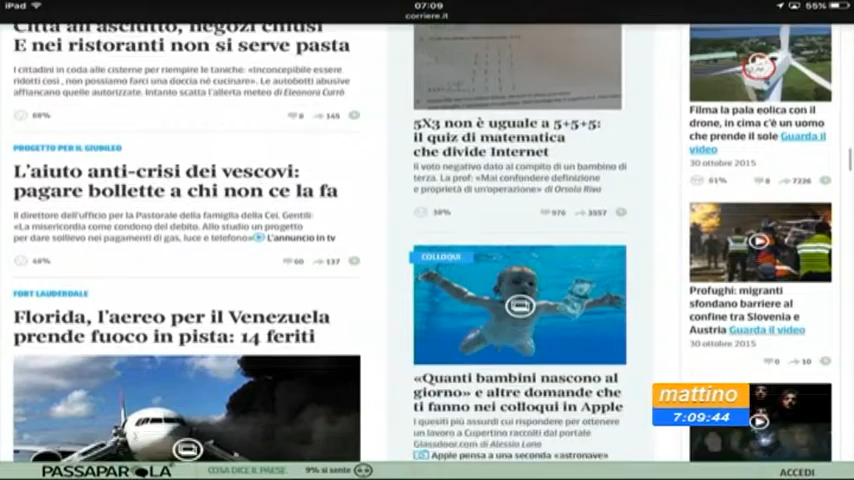 iPad
07:09
corriere.it
55%
Città all'asciutto, negozi chiusi
E nei ristoranti non si serve pasta
I cittadini in coda alle cisterne per riempire le taniche: «Inconcepibile essere
ridotti così, non possiamo farci una doccia né cucinare». Le autobotti abusive
affiancano quelle autorizzate. Intanto scatta l'allerta meteo di Eleonora Currò
8
145
PROGETTO PER IL GIUBILEO
L'aiuto anti-crisi dei vescovi:
pagare bollette a chi non ce la fa
Il direttore dell'ufficio per la Pastorale della famiglia della Cei, Gentili:
«La misericordia come condono del debito. Allo studio un progetto
per dare sollievo nei pagamenti di gas, luce e telefono» L'annuncio in tv
68%
60
137
FORT LAUDERDALE
Florida, l'aereo per il Venezuela
prende fuoco in pista: 14 feriti
5X3 non è uguale a 5+5+5:
il quiz di matematica
che divide Internet
Il voto negativo dato al compito di un bambino di
terza. La prof: «Mai confondere definizione
e proprietà di un'operazione» di Orsola Riva
38%
976
3557
COLLOQUI
«Quanti bambini nascono al
giorno» e altre domande che
ti fanno nei colloqui in Apple
I quesiti più assurdi cui rispondere per ottenere
un lavoro a Cupertino raccolti dal portale
Glassdoor.com di Alessio Lana
Apple pensa a una seconda «astronave»
Filma la pala eolica con il
drone, in cima c'è un uomo
che prende il sole Guarda il
video
30 ottobre 2015
61%
8
7226
Profughi: migranti
sfondano barriere al
confine tra Slovenia e
Austria Guarda il video
30 ottobre 2015
0
10
mattino
7:09:44
PASSAPAROLA
COSA DICE IL PAESE
9% si sente
ACCEDI